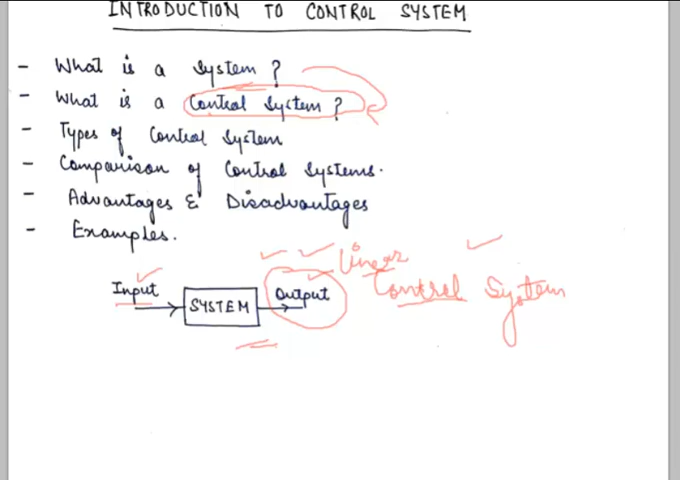 INTRODUCTION TO CONTROL SYSTEM
- What is a System ?
- What is a Control System ?
- Types of Control System
- Comparison of Control Systems.
- Advantages & Disadvantages
- Examples.
Linear
Input SYSTEM Output Control System